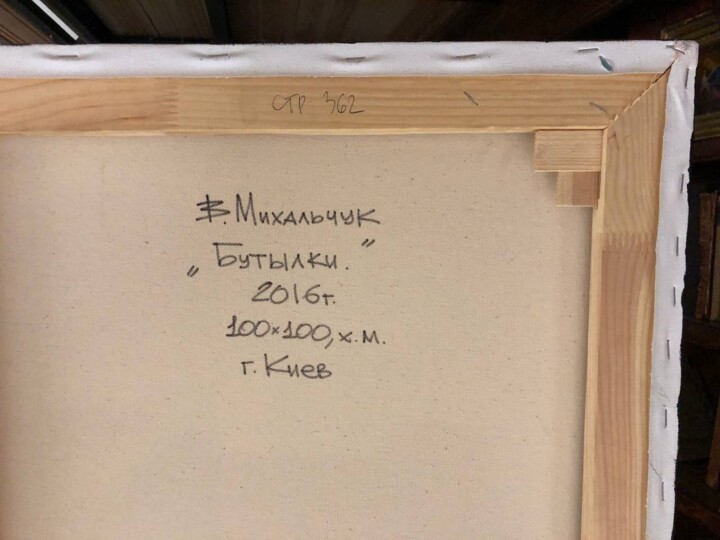 СТР 362
В. Михальчук
„Бутылки."
2016г.
100×100, х.м.
г. Киев